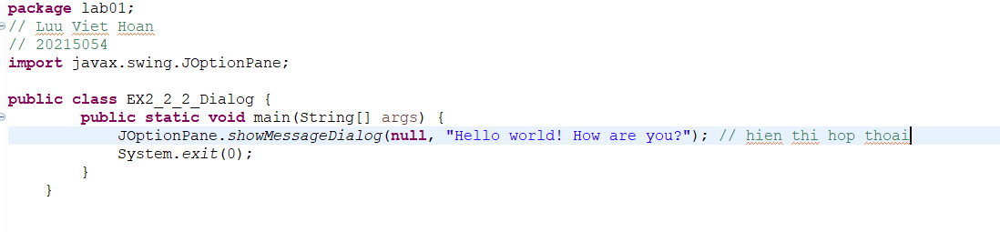 package lab01;
// Luu Viet Hoan
// 20215054
import javax.swing.JOptionPane;
public class EX2_2_2_Dialog {
public static void main(String[] args) {
JOptionPane.showMessageDialog(null, "Hello world! How are you?"); // hien thi hop thoai
System.exit(0);
}
}